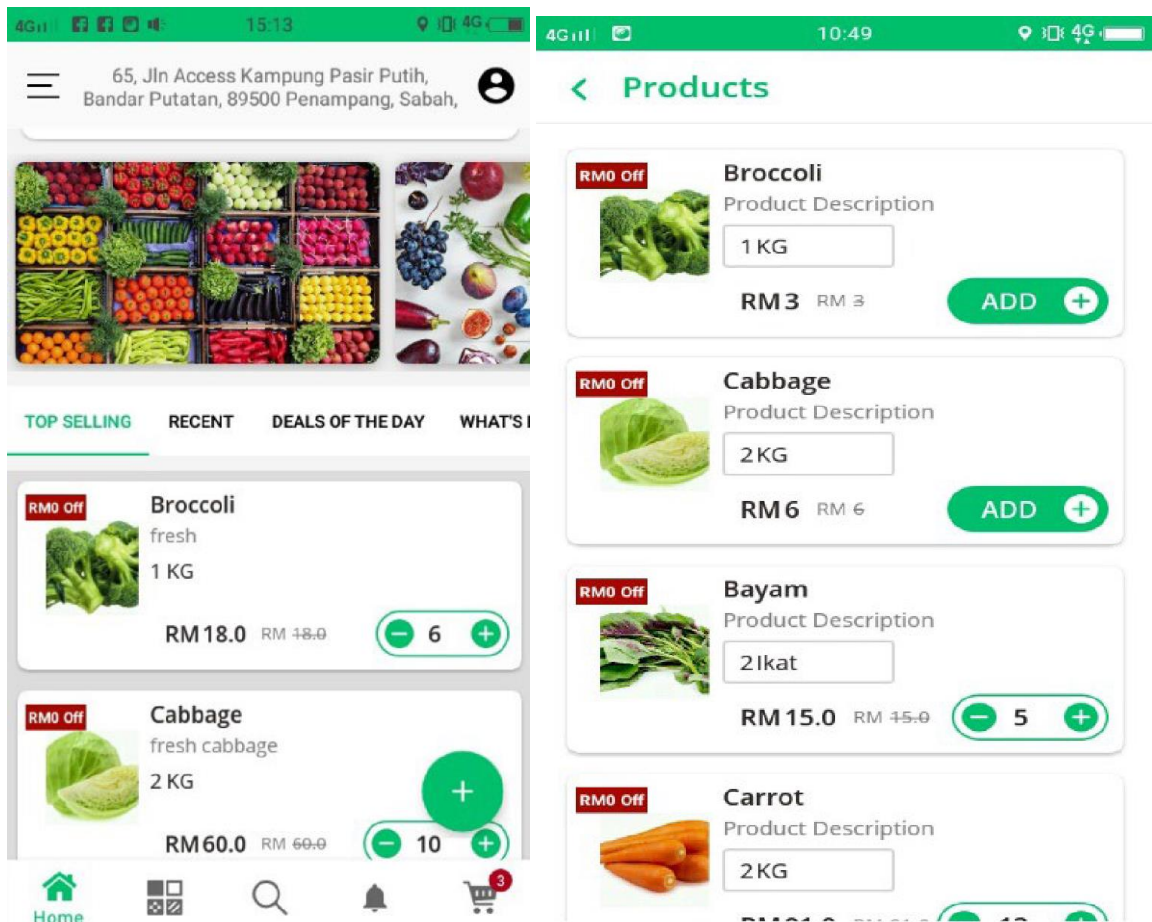 4G
15:13
4G
65, Jln Access Kampung Pasir Putih,
Bandar Putatan, 89500 Penampang, Sabah,
TOP SELLING RECENT DEALS OF THE DAY WHAT'S
RM0 Off
Broccoli
fresh
1 KG
RM18.0 RM 18.0
6
RM0 Off
Cabbage
fresh cabbage
2 KG
+
RM60.0 RM 60.0
10
3
Home
4G
10:49
4G
Products
RM0 Off
Broccoli
Product Description
1KG
RM3 RM 3
ADD
RM0 Off
Cabbage
Product Description
2KG
RM6 RM 6
ADD
RM0 Off
Bayam
Product Description
2Ikat
RM15.0 RM 15.0
5
RM0 Off
Carrot
Product Description
2KG